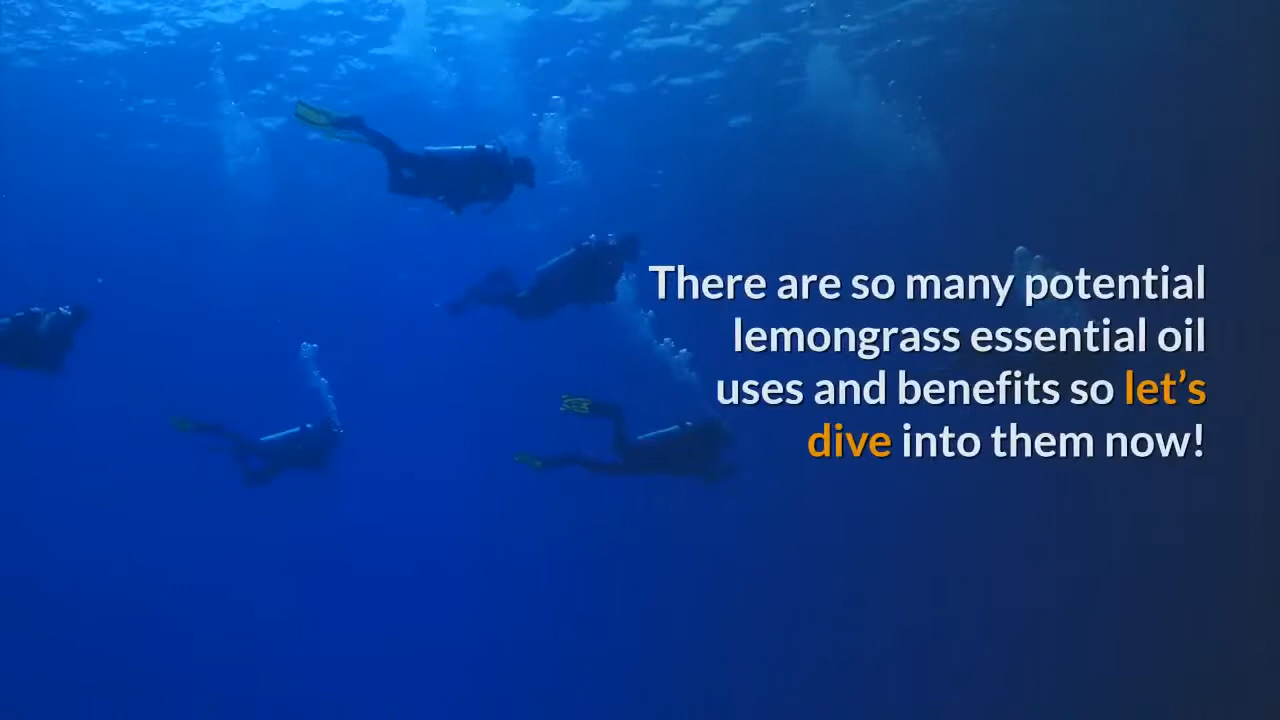 There are so many potential
lemongrass essential oil
uses and benefits so let’s
dive into them now!